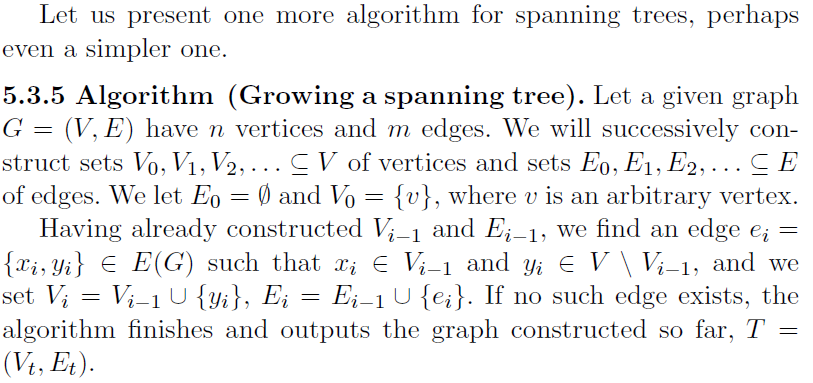 Let us present one more algorithm for spanning trees, perhaps
even a simpler one.
5.3.5 Algorithm (Growing a spanning tree). Let a given graph
G = (V, E) have n vertices and m edges. We will successively con-
struct sets V₀, V₁, V₂, . . . ⊆ V of vertices and sets E₀, E₁, E₂, . . . ⊆ E
of edges. We let E₀ = ∅ and V₀ = {v}, where v is an arbitrary vertex.
Having already constructed Vᵢ₋₁ and Eᵢ₋₁, we find an edge eᵢ =
{xᵢ, yᵢ} ∈ E(G) such that xᵢ ∈ Vᵢ₋₁ and yᵢ ∈ V \ Vᵢ₋₁, and we
set Vᵢ = Vᵢ₋₁ ∪ {yᵢ}, Eᵢ = Eᵢ₋₁ ∪ {eᵢ}. If no such edge exists, the
algorithm finishes and outputs the graph constructed so far, T =
(Vₜ, Eₜ).